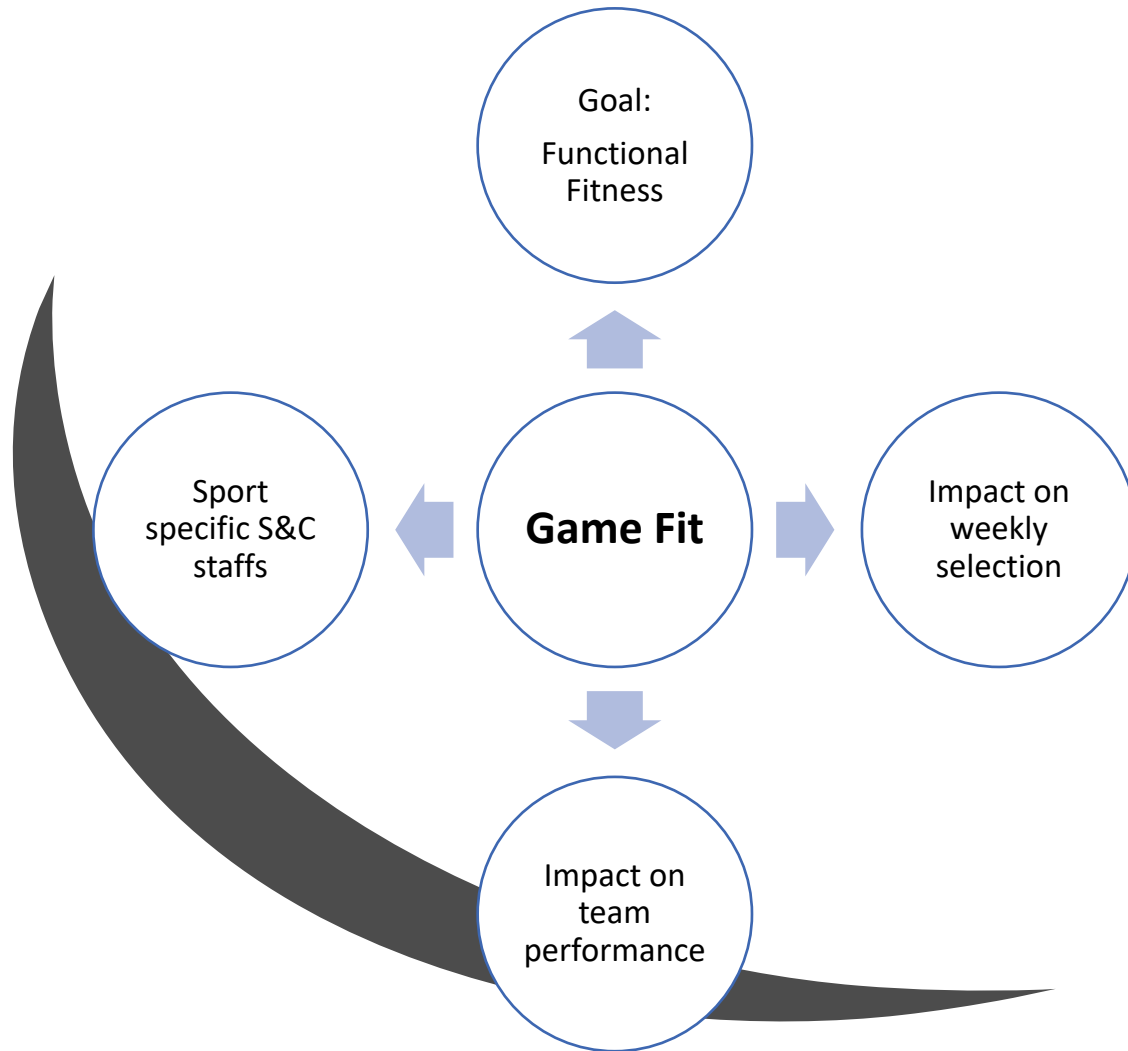 Goal:
Functional
Fitness
Sport
specific S&C
staffs
Game Fit
Impact on
weekly
selection
Impact on
team
performance